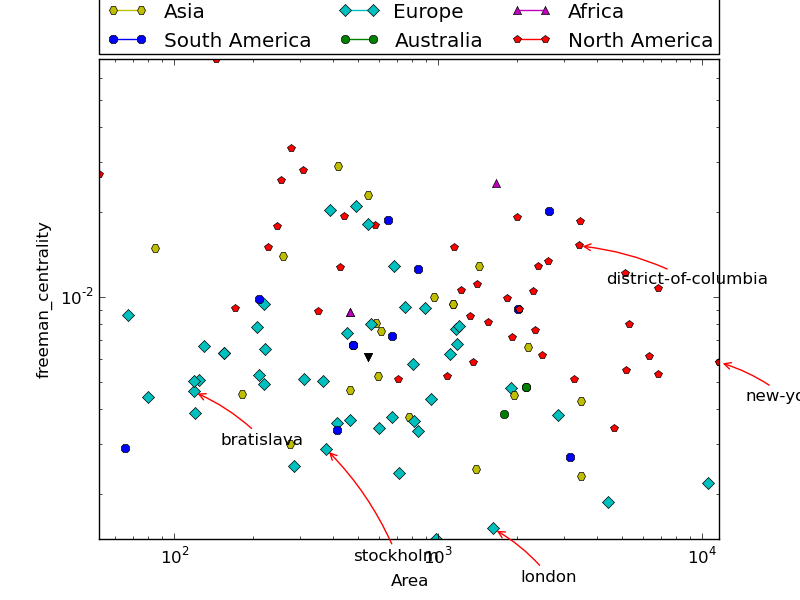 Asia Europe Africa
South America Australia North America
freeman_centrality
10^-2
district-of-columbia
new-yo
bratislava
stockholm
london
10^2 10^3 10^4
Area